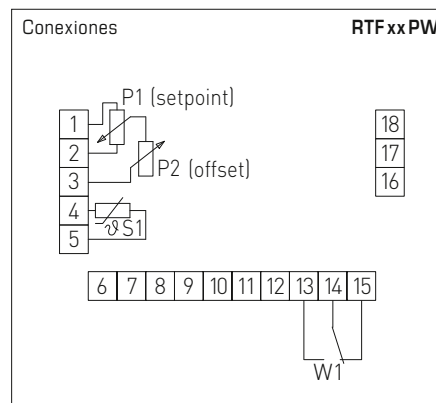 Conexiones RTF xx PW
P1 (setpoint)
1
2
3
4
5
P2 (offset)
ϑ S1
18
17
16
6 7 8 9 10 11 12 13 14 15
W1